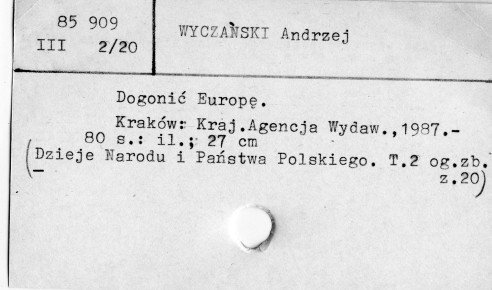 85 909
III 2/20
WYCZAŃSKI Andrzej
Dogonić Europę.
Kraków: Kraj.Agencja Wydaw.,1987.-
80 s.: il.; 27 cm
(Dzieje Narodu i Państwa Polskiego. T.2 og.zb.
z.20)